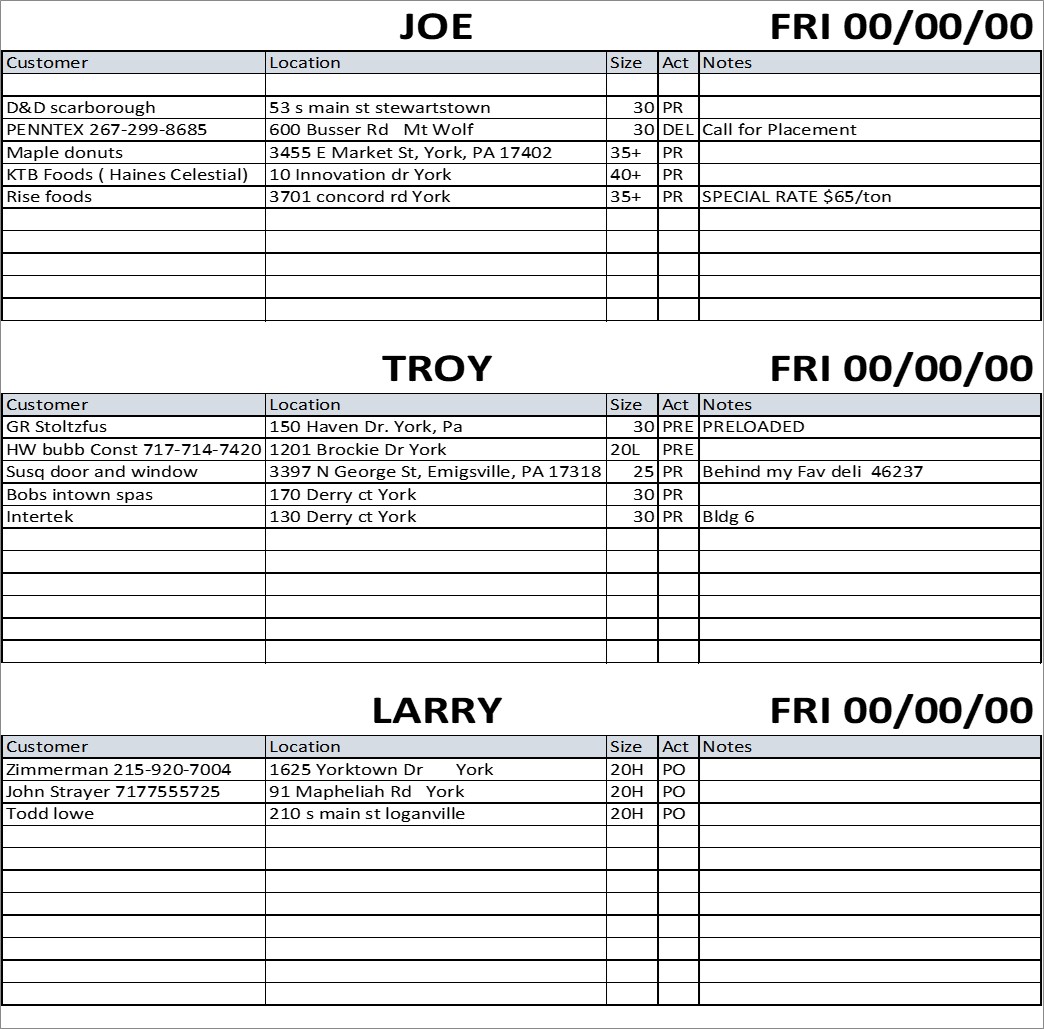 JOE FRI 00/00/00
Customer Location Size Act Notes
D&D scarborough 53 s main st stewartstown 30 PR
PENNTEX 267-299-8685 600 Busser Rd Mt Wolf 30 DEL Call for Placement
Maple donuts 3455 E Market St, York, PA 17402 35+ PR
KTB Foods ( Haines Celestial) 10 Innovation dr York 40+ PR
Rise foods 3701 concord rd York 35+ PR SPECIAL RATE $65/ton
TROY FRI 00/00/00
Customer Location Size Act Notes
GR Stoltzfus 150 Haven Dr. York, Pa 30 PRE PRELOADED
HW bubb Const 717-714-7420 1201 Brockie Dr York 20L PRE
Susq door and window 3397 N George St, Emigsville, PA 17318 25 PR Behind my Fav deli 46237
Bobs intown spas 170 Derry ct York 30 PR
Intertek 130 Derry ct York 30 PR Bldg 6
LARRY FRI 00/00/00
Customer Location Size Act Notes
Zimmerman 215-920-7004 1625 Yorktown Dr York 20H PO
John Strayer 7177555725 91 Mapheliah Rd York 20H PO
Todd lowe 210 s main st loganville 20H PO